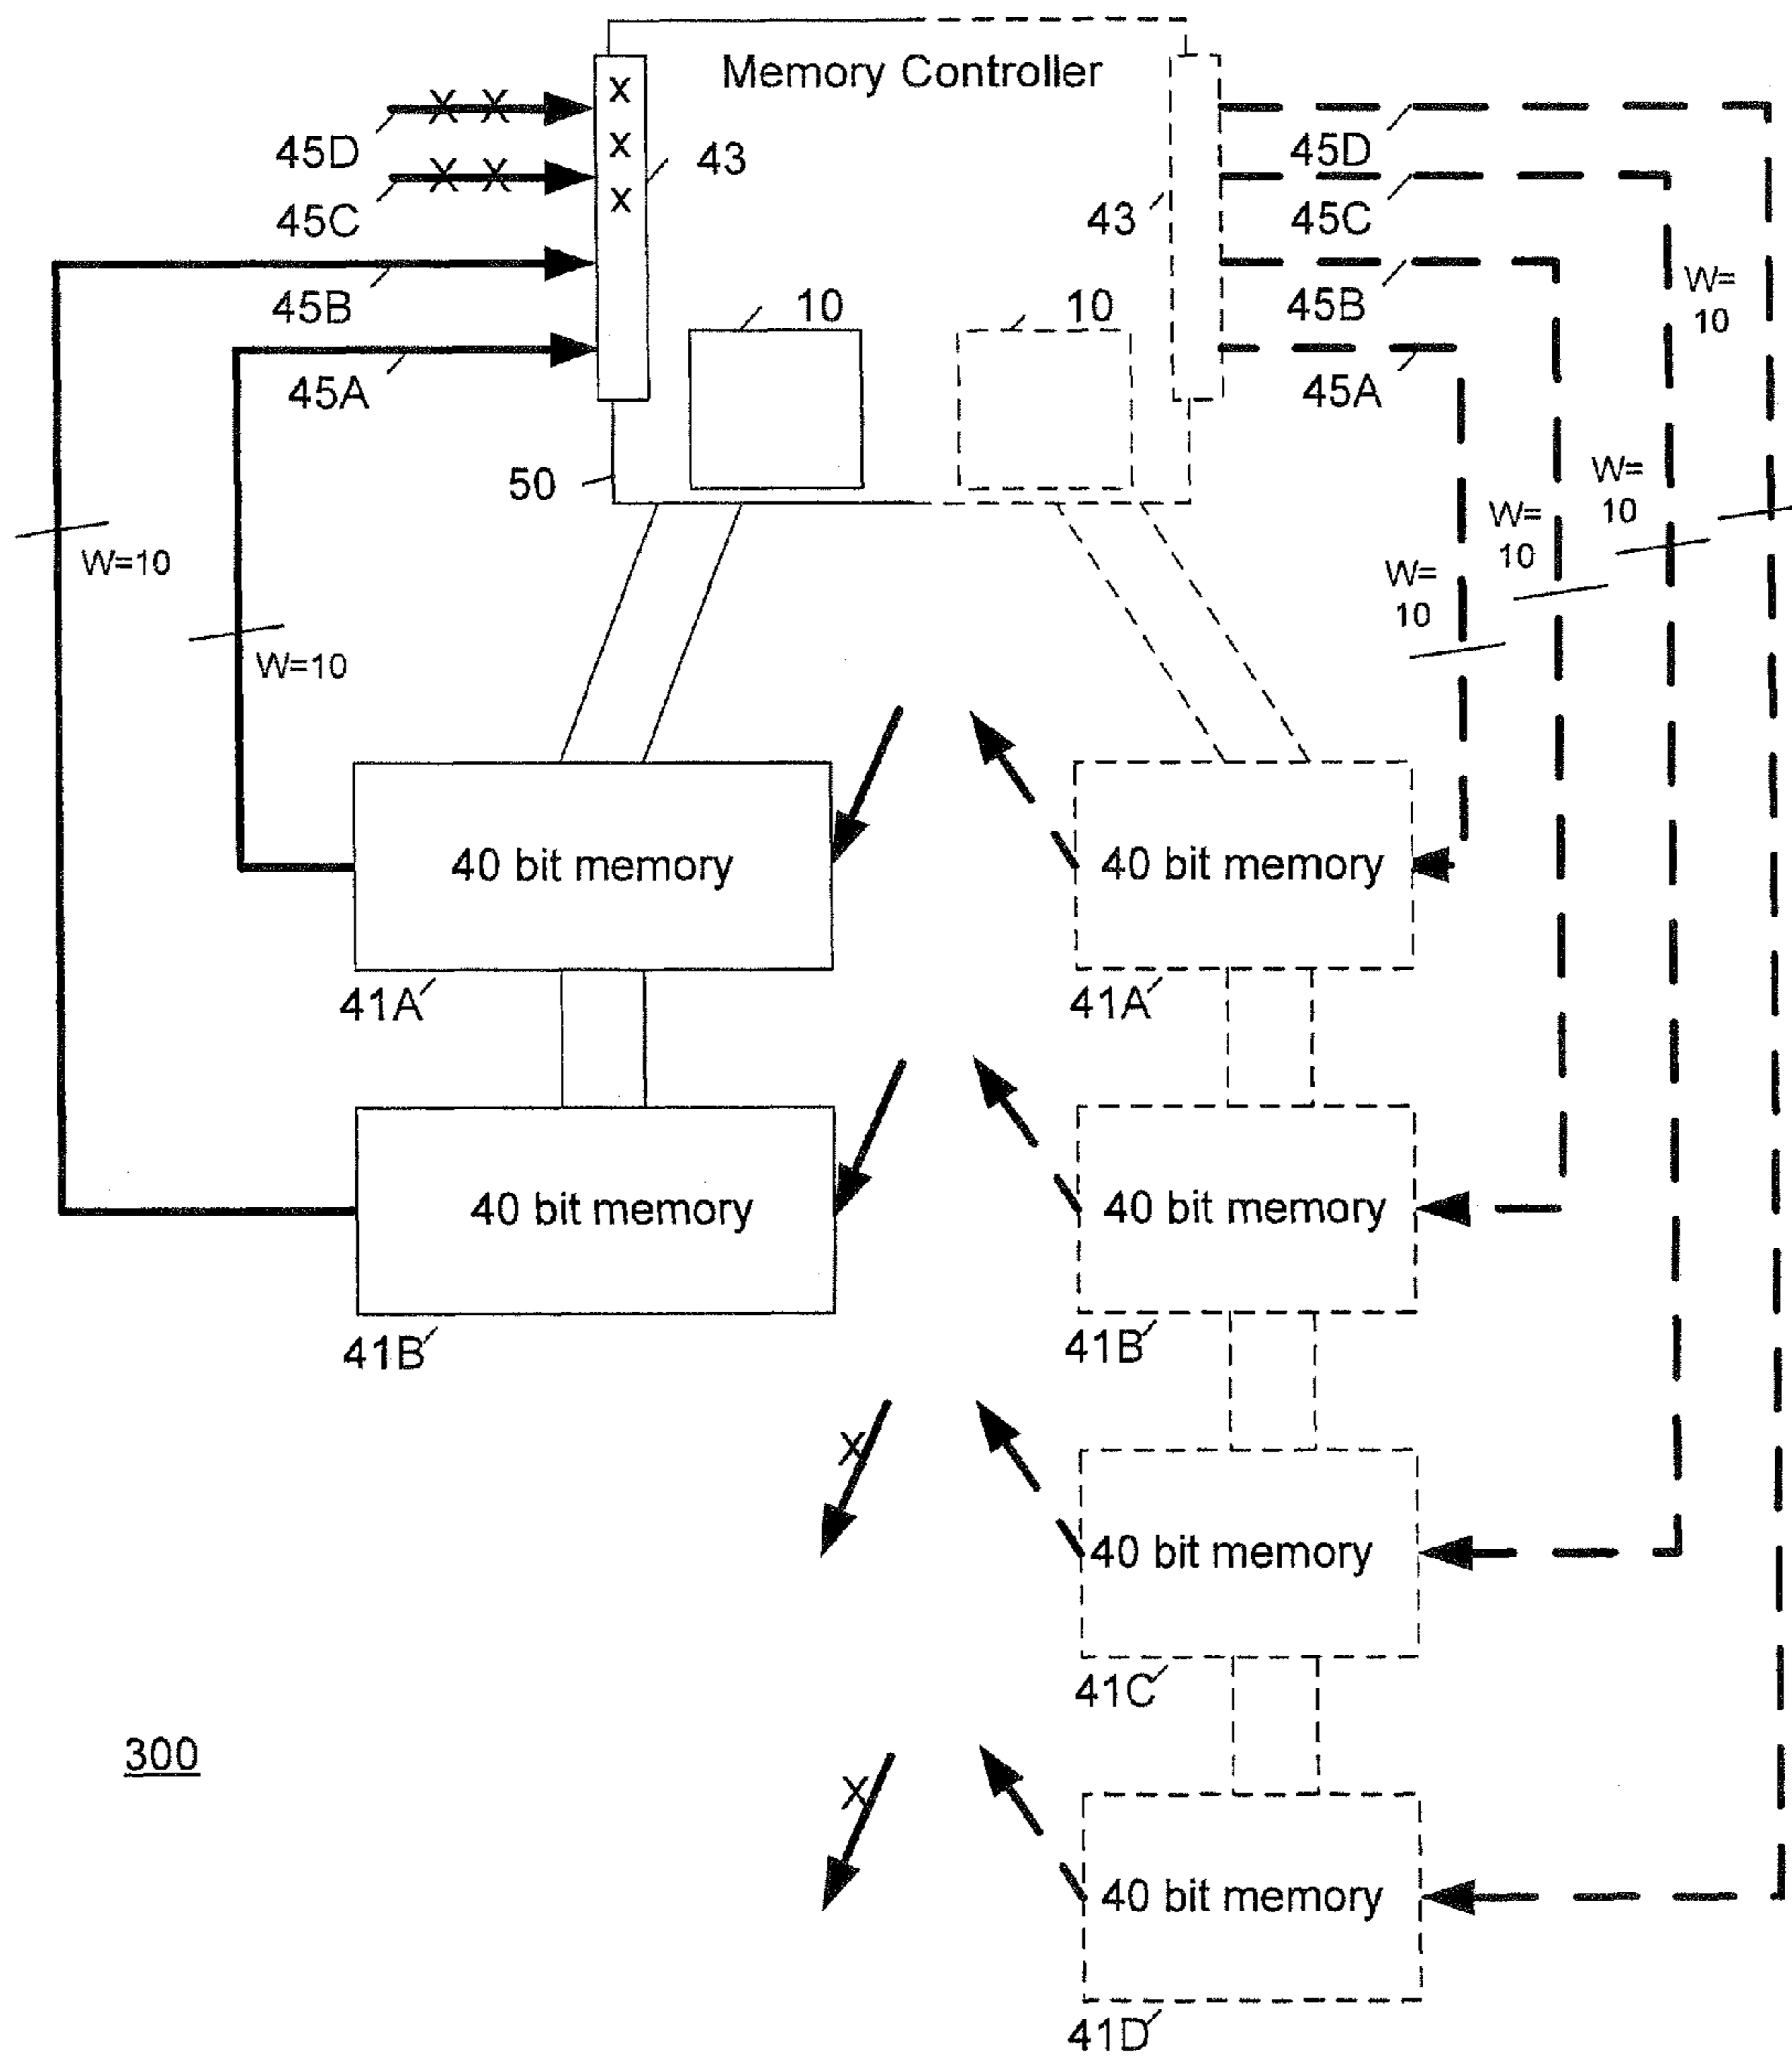 Memory Controller
X
X
X
X X
X X
45D
43
45C
45B
45A
10
10
50
43
45D
45C
45B
45A
W=
10
W=
10
W=
10
W=
10
W=10
W=10
40 bit memory
40 bit memory
41A
41A
40 bit memory
40 bit memory
41B
41B
X
40 bit memory
41C
300
X
40 bit memory
41D